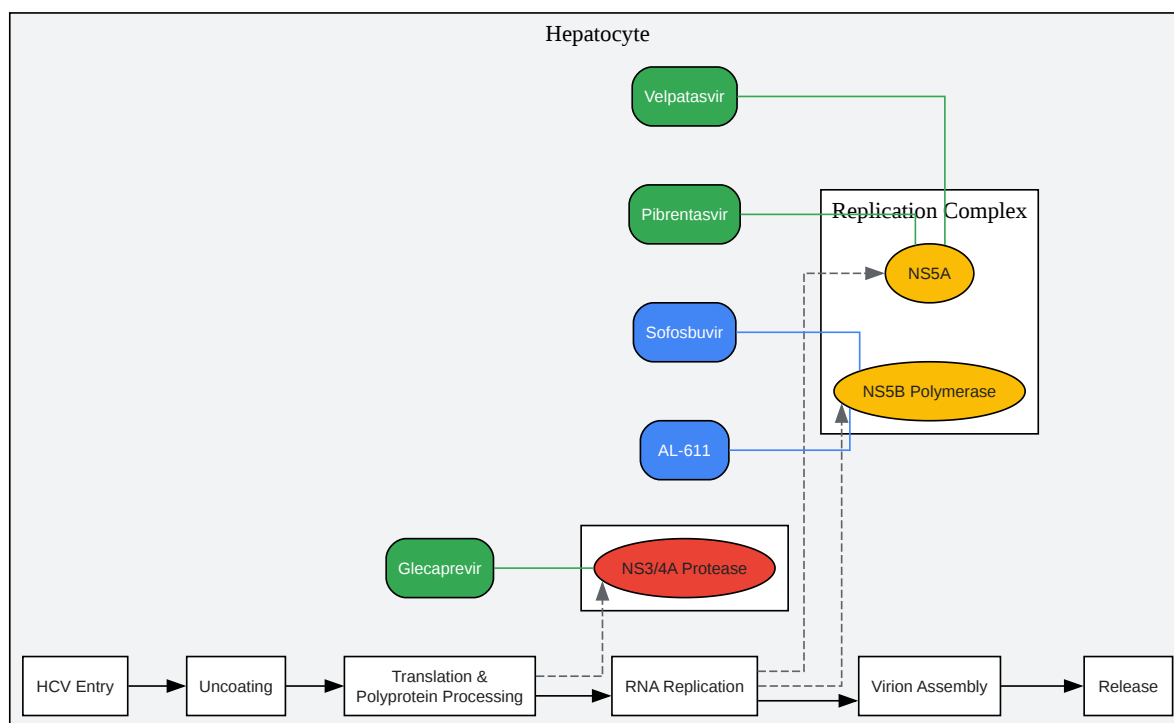 Hepatocyte
Velpatasvir
Pibrentasvir
Replication Complex
NS5A
Sofosbuvir
NS5B Polymerase
AL-611
Glecaprevir
NS3/4A Protease
HCV Entry
Uncoating
Translation &
Polyprotein Processing
RNA Replication
Virion Assembly
Release